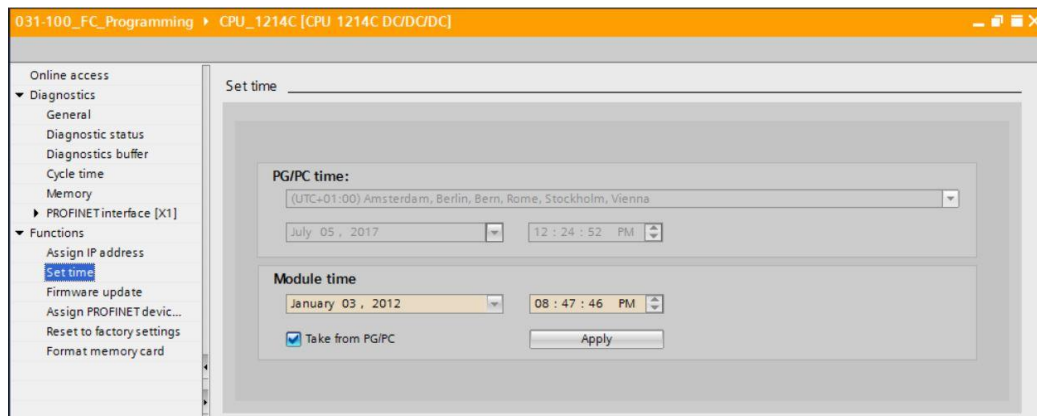 031-100_FC_Programming ▸ CPU_1214C [CPU 1214C DC/DC/DC]
Online access
Diagnostics
General
Diagnostic status
Diagnostics buffer
Cycle time
Memory
PROFINET interface [X1]
Functions
Assign IP address
Set time
Firmware update
Assign PROFINET devic...
Reset to factory settings
Format memory card
Set time
PG/PC time:
(UTC+01:00) Amsterdam, Berlin, Bern, Rome, Stockholm, Vienna
July 05 , 2017 12 : 24 : 52 PM
Module time
January 03 , 2012 08 : 47 : 46 PM
Take from PG/PC Apply